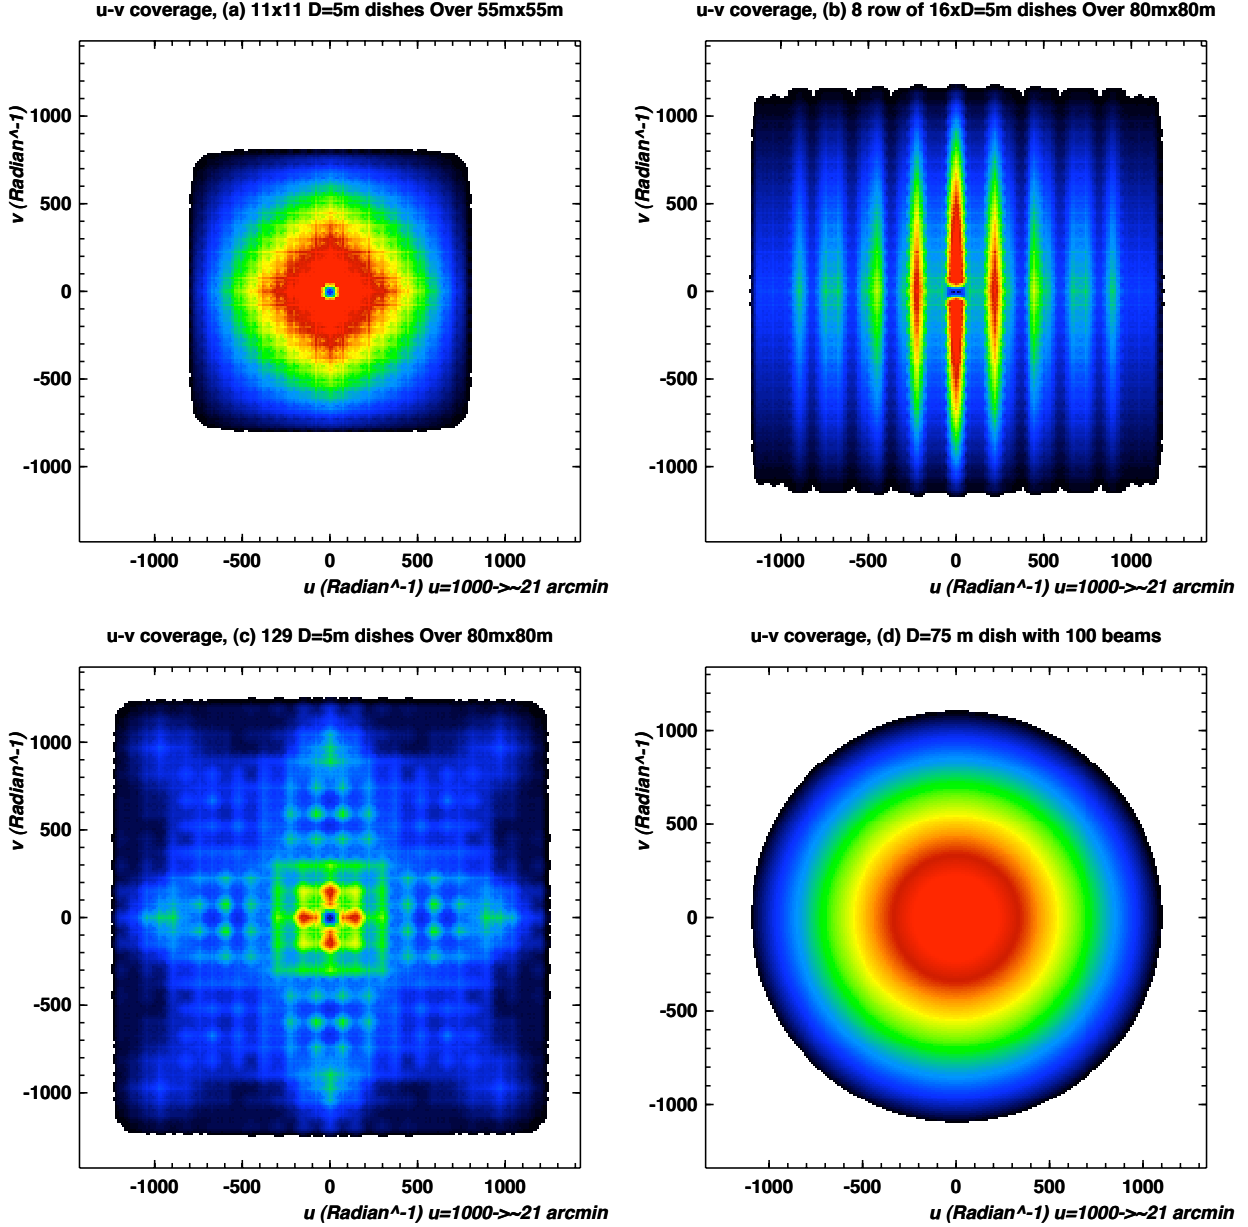 u-v coverage, (a) 11x11 D=5m dishes Over 55mx55m
v (Radian^-1)
1000
500
0
-500
-1000
-1000 -500 0 500 1000
u (Radian^-1) u=1000->~21 arcmin
u-v coverage, (b) 8 row of 16xD=5m dishes Over 80mx80m
v (Radian^-1)
1000
500
0
-500
-1000
-1000 -500 0 500 1000
u (Radian^-1) u=1000->~21 arcmin
u-v coverage, (c) 129 D=5m dishes Over 80mx80m
v (Radian^-1)
1000
500
0
-500
-1000
-1000 -500 0 500 1000
u (Radian^-1) u=1000->~21 arcmin
u-v coverage, (d) D=75 m dish with 100 beams
v (Radian^-1)
1000
500
0
-500
-1000
-1000 -500 0 500 1000
u (Radian^-1) u=1000->~21 arcmin